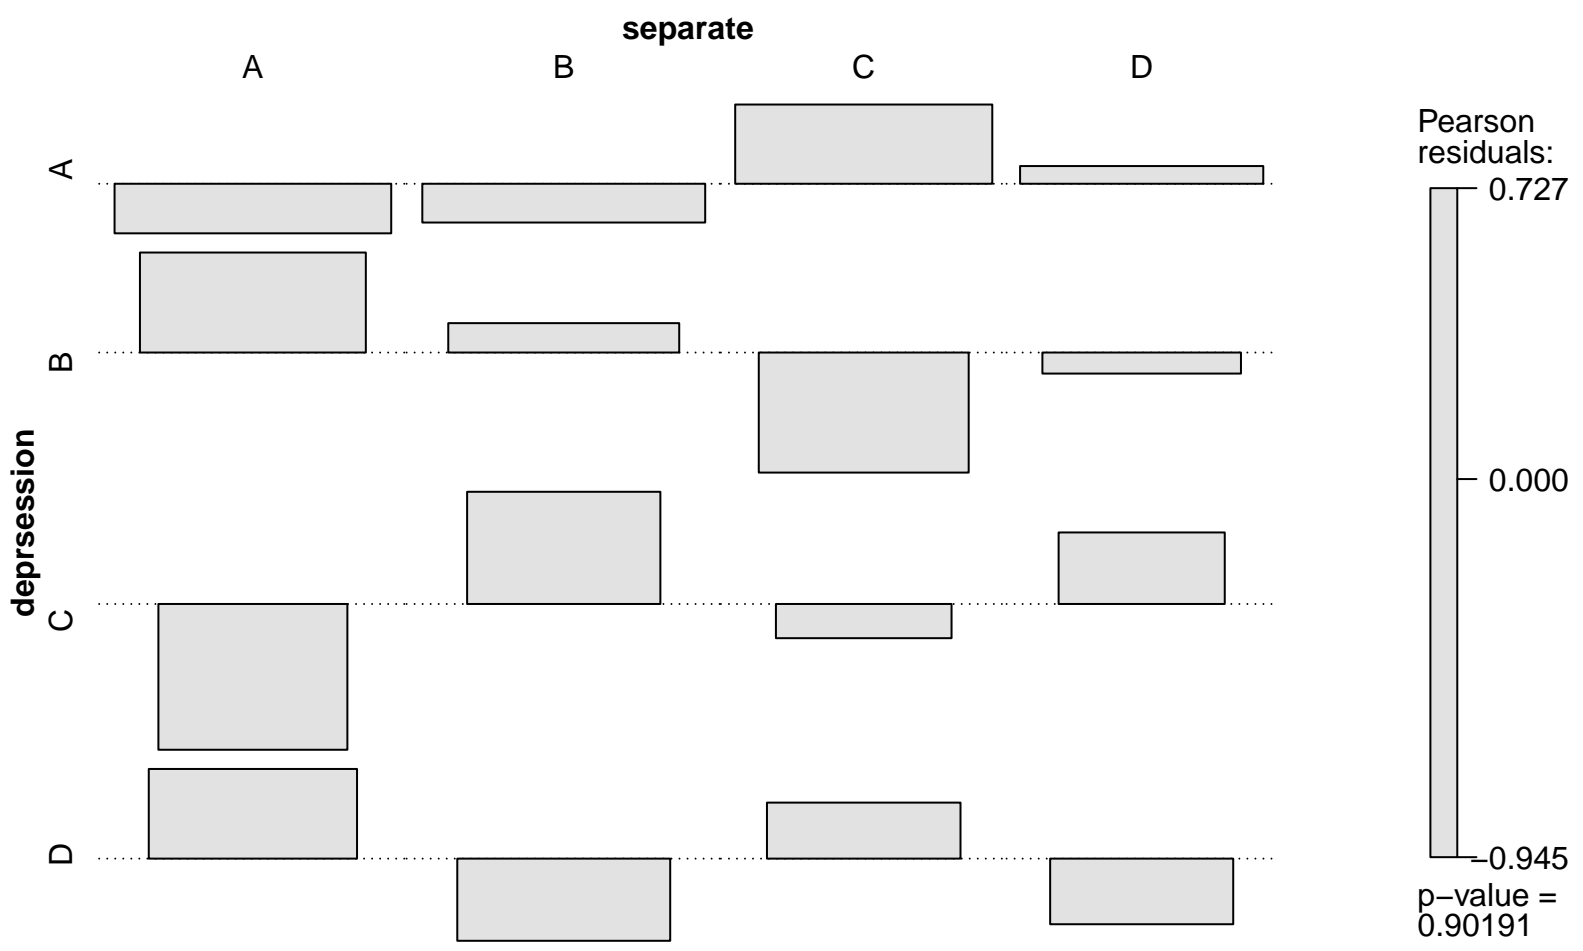 separate
A B C D
A
B
C
D
deprsession
Pearson
residuals:
0.727
0.000
−0.945
p−value =
0.90191